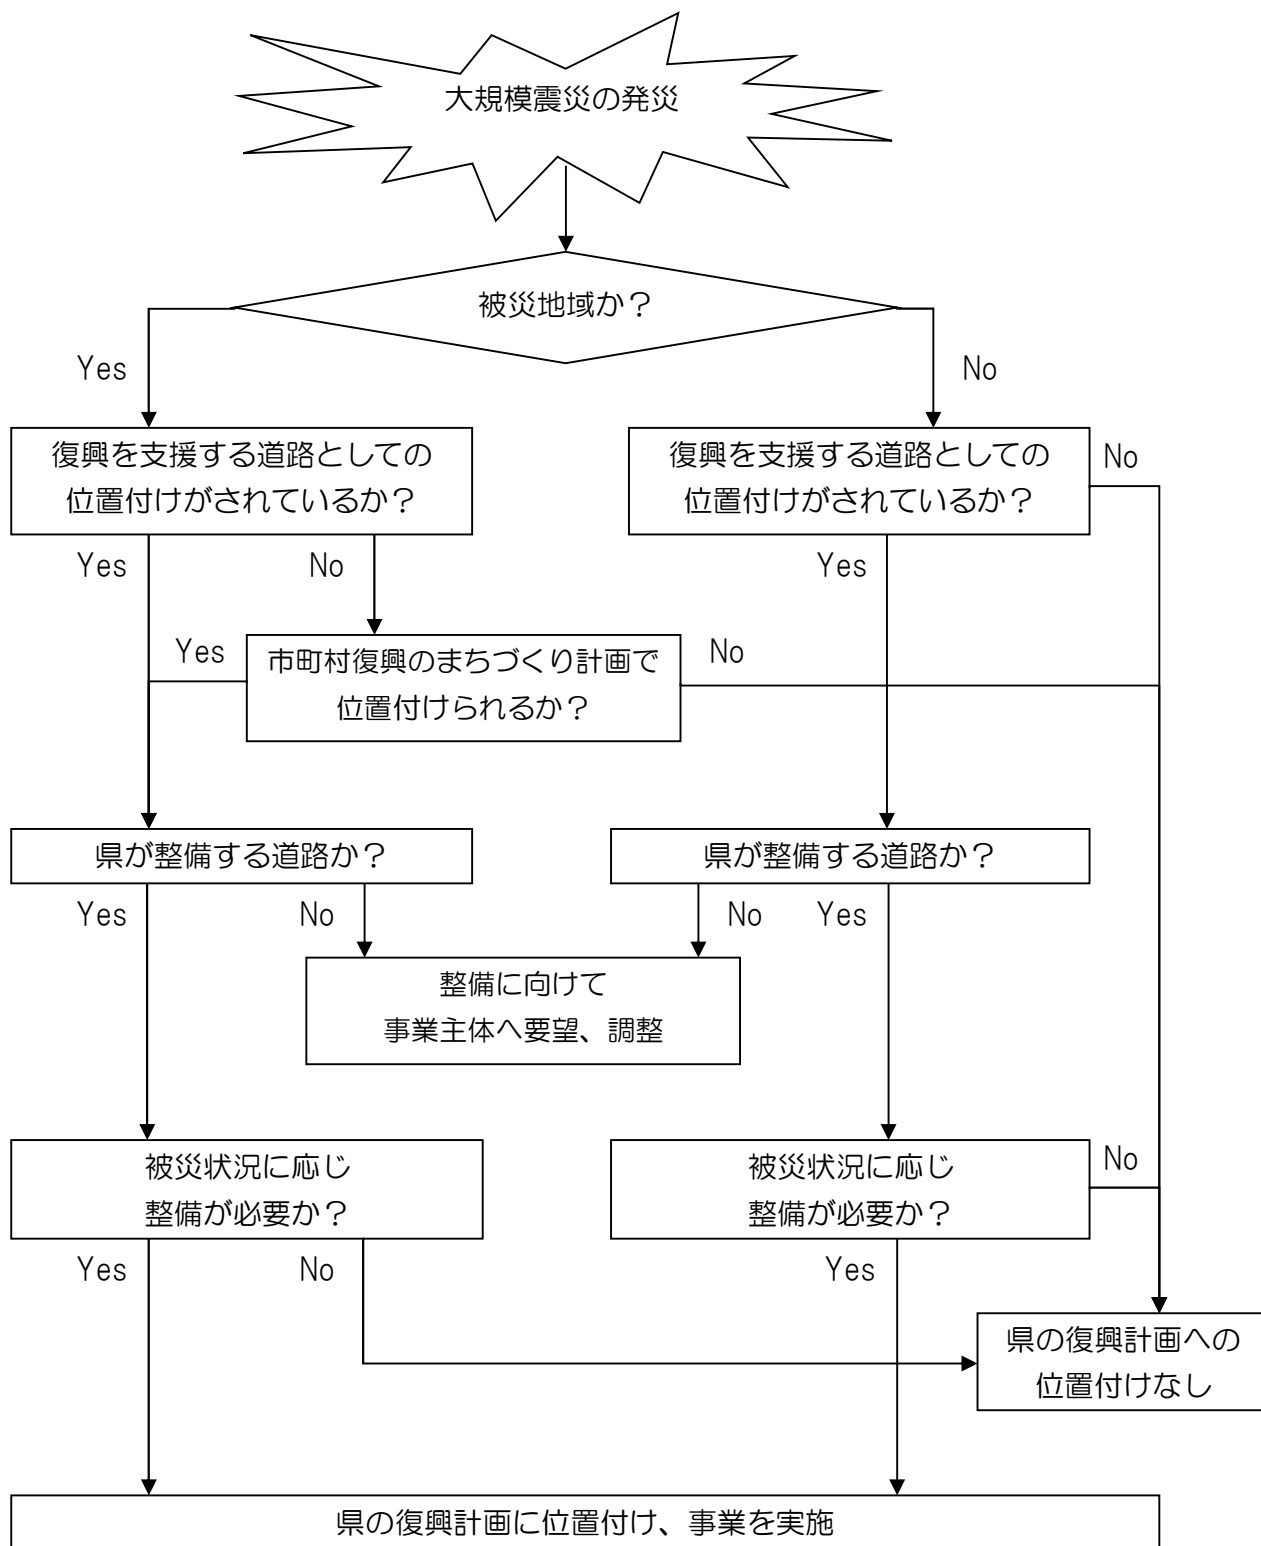 大規模震災の発災
被災地域か？
Yes
No
復興を支援する道路としての
位置付けがされているか？
復興を支援する道路としての
位置付けがされているか？
No
Yes
No
Yes
Yes
市町村復興のまちづくり計画で
位置付けられるか？
No
県が整備する道路か？
県が整備する道路か？
Yes
No
No
Yes
整備に向けて
事業主体へ要望、調整
被災状況に応じ
整備が必要か？
被災状況に応じ
整備が必要か？
No
Yes
No
Yes
県の復興計画への
位置付けなし
県の復興計画に位置付け、事業を実施